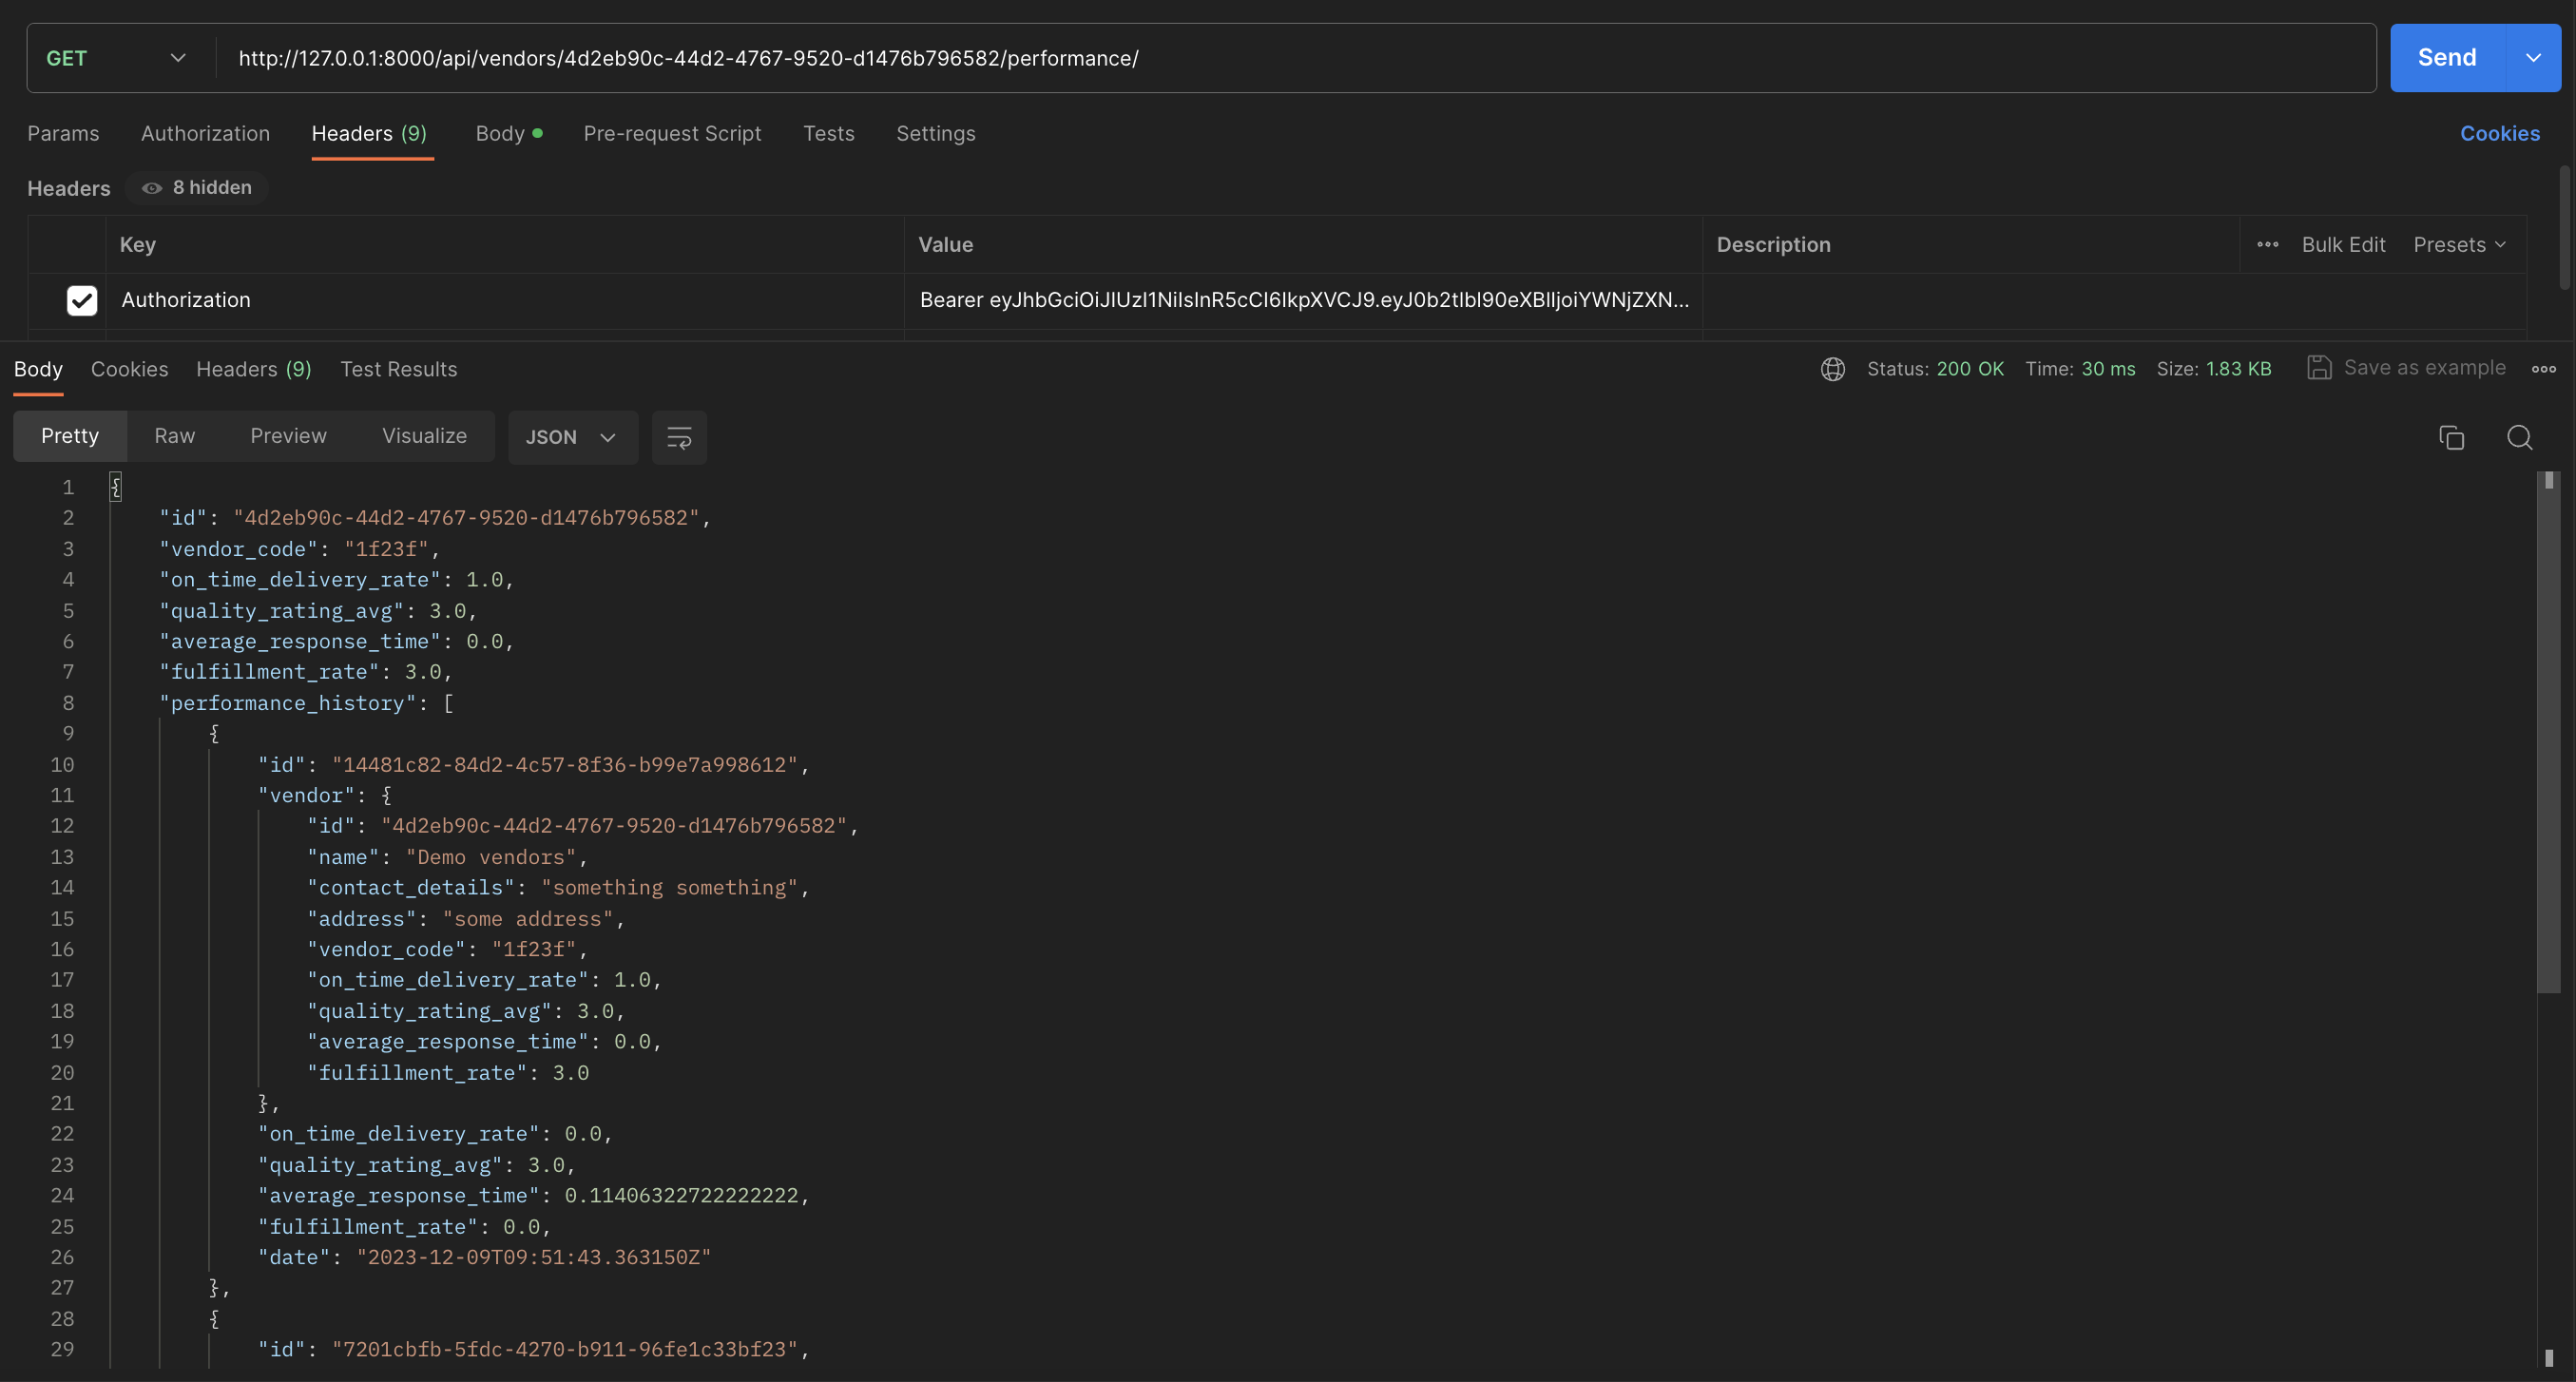 GET http://127.0.0.1:8000/api/vendors/4d2eb90c-44d2-4767-9520-d1476b796582/performance/ Send
Params Authorization Headers (9) Body Pre-request Script Tests Settings Cookies
Headers 8 hidden
Key Value Description Bulk Edit Presets
Authorization Bearer eyJhbGciOiJIUzI1NiIsInR5cCI6IkpXVCJ9.eyJ0b2tlbl90eXBlIjoiYWNjZXN...
Body Cookies Headers (9) Test Results Status: 200 OK Time: 30 ms Size: 1.83 KB Save as example
Pretty Raw Preview Visualize JSON
1 {
2 "id": "4d2eb90c-44d2-4767-9520-d1476b796582",
3 "vendor_code": "1f23f",
4 "on_time_delivery_rate": 1.0,
5 "quality_rating_avg": 3.0,
6 "average_response_time": 0.0,
7 "fulfillment_rate": 3.0,
8 "performance_history": [
9 {
10 "id": "14481c82-84d2-4c57-8f36-b99e7a998612",
11 "vendor": {
12 "id": "4d2eb90c-44d2-4767-9520-d1476b796582",
13 "name": "Demo vendors",
14 "contact_details": "something something",
15 "address": "some address",
16 "vendor_code": "1f23f",
17 "on_time_delivery_rate": 1.0,
18 "quality_rating_avg": 3.0,
19 "average_response_time": 0.0,
20 "fulfillment_rate": 3.0
21 },
22 "on_time_delivery_rate": 0.0,
23 "quality_rating_avg": 3.0,
24 "average_response_time": 0.11406322722222222,
25 "fulfillment_rate": 0.0,
26 "date": "2023-12-09T09:51:43.363150Z"
27 },
28 {
29 "id": "7201cbfb-5fdc-4270-b911-96fe1c33bf23",